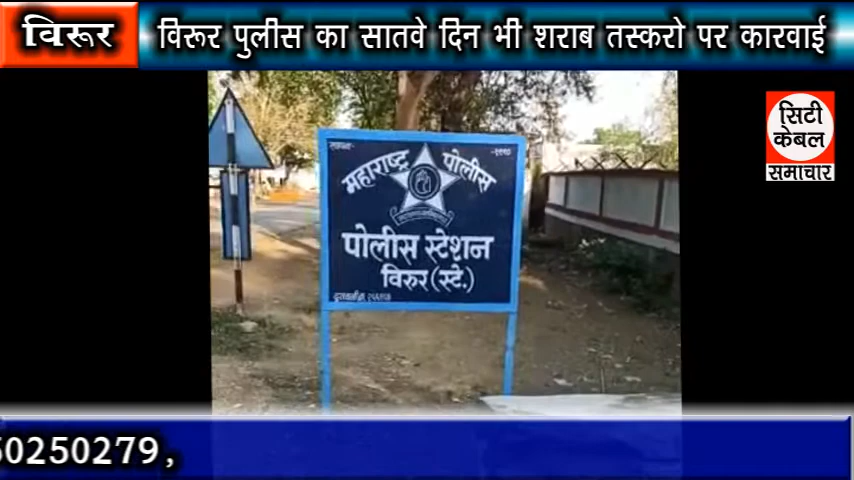 विरूर
विरूर पुलीस का सातवे दिन भी शराब तस्करो पर कारवाई
सिटी
केबल
समाचार
महाराष्ट्र पोलीस
पोलीस स्टेशन
विरुर (स्टे.)
50250279,